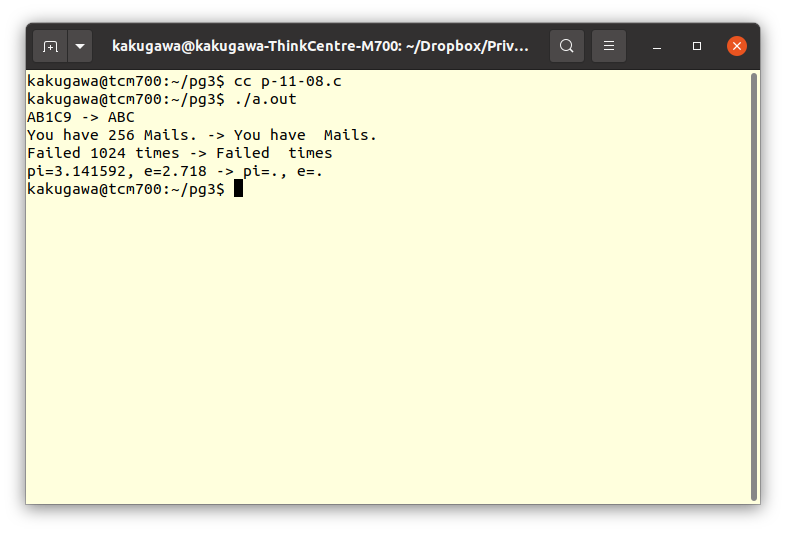 kakugawa@kakugawa-ThinkCentre-M700: ~/Dropbox/Priv...
kakugawa@tcm700:~/pg3$ cc p-11-08.c
kakugawa@tcm700:~/pg3$ ./a.out
AB1C9 -> ABC
You have 256 Mails. -> You have  Mails.
Failed 1024 times -> Failed  times
pi=3.141592, e=2.718 -> pi=., e=.
kakugawa@tcm700:~/pg3$